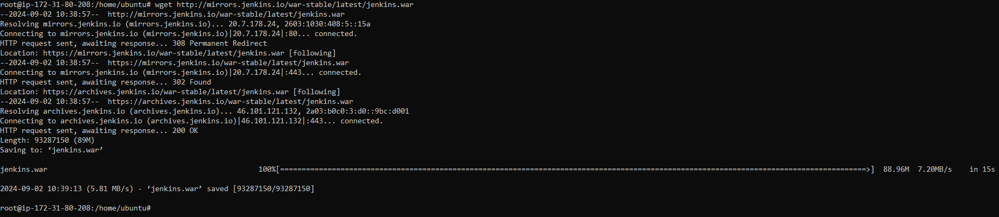 root@ip-172-31-80-208:/home/ubuntu# wget http://mirrors.jenkins.io/war-stable/latest/jenkins.war
--2024-09-02 10:38:57--  http://mirrors.jenkins.io/war-stable/latest/jenkins.war
Resolving mirrors.jenkins.io (mirrors.jenkins.io)... 20.7.178.24, 2603:1030:408:5::15a
Connecting to mirrors.jenkins.io (mirrors.jenkins.io)|20.7.178.24|:80... connected.
HTTP request sent, awaiting response... 308 Permanent Redirect
Location: https://mirrors.jenkins.io/war-stable/latest/jenkins.war [following]
--2024-09-02 10:38:57--  https://mirrors.jenkins.io/war-stable/latest/jenkins.war
Connecting to mirrors.jenkins.io (mirrors.jenkins.io)|20.7.178.24|:443... connected.
HTTP request sent, awaiting response... 302 Found
Location: https://archives.jenkins.io/war-stable/latest/jenkins.war [following]
--2024-09-02 10:38:57--  https://archives.jenkins.io/war-stable/latest/jenkins.war
Resolving archives.jenkins.io (archives.jenkins.io)... 46.101.121.132, 2a03:b0c0:3:d0::9bc:d001
Connecting to archives.jenkins.io (archives.jenkins.io)|46.101.121.132|:443... connected.
HTTP request sent, awaiting response... 200 OK
Length: 93287150 (89M)
Saving to: ‘jenkins.war’
jenkins.war 100%[========================================================================================================================================>] 88.96M 7.20MB/s in 15s
2024-09-02 10:39:13 (5.81 MB/s) - ‘jenkins.war’ saved [93287150/93287150]
root@ip-172-31-80-208:/home/ubuntu#